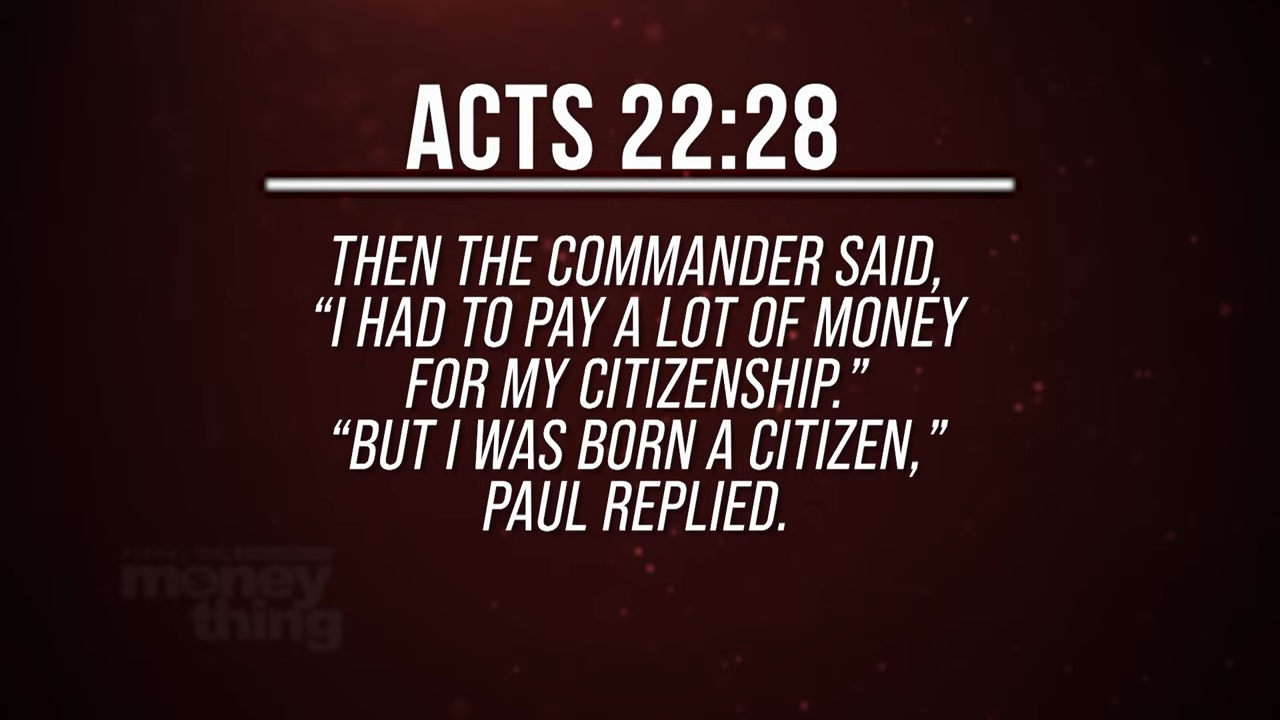 ACTS 22:28
THEN THE COMMANDER SAID,
“I HAD TO PAY A LOT OF MONEY
FOR MY CITIZENSHIP.”
“BUT I WAS BORN A CITIZEN,”
PAUL REPLIED.
money
thing